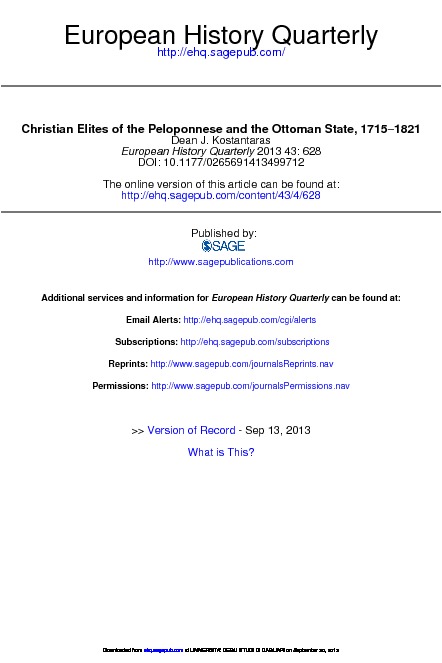 European History Quarterly
http://ehq.sagepub.com/
Christian Elites of the Peloponnese and the Ottoman State, 1715–1821
Dean J. Kostantaras
European History Quarterly 2013 43: 628
DOI: 10.1177/0265691413499712
The online version of this article can be found at:
http://ehq.sagepub.com/content/43/4/628
Published by:
SAGE
http://www.sagepublications.com
Additional services and information for European History Quarterly can be found at:
Email Alerts: http://ehq.sagepub.com/cgi/alerts
Subscriptions: http://ehq.sagepub.com/subscriptions
Reprints: http://www.sagepub.com/journalsReprints.nav
Permissions: http://www.sagepub.com/journalsPermissions.nav
>> Version of Record - Sep 13, 2013
What is This?
Downloaded from ehq.sagepub.com at UNIVERSITA' DEGLI STUDI DI CAGLIARI on September 20, 2013